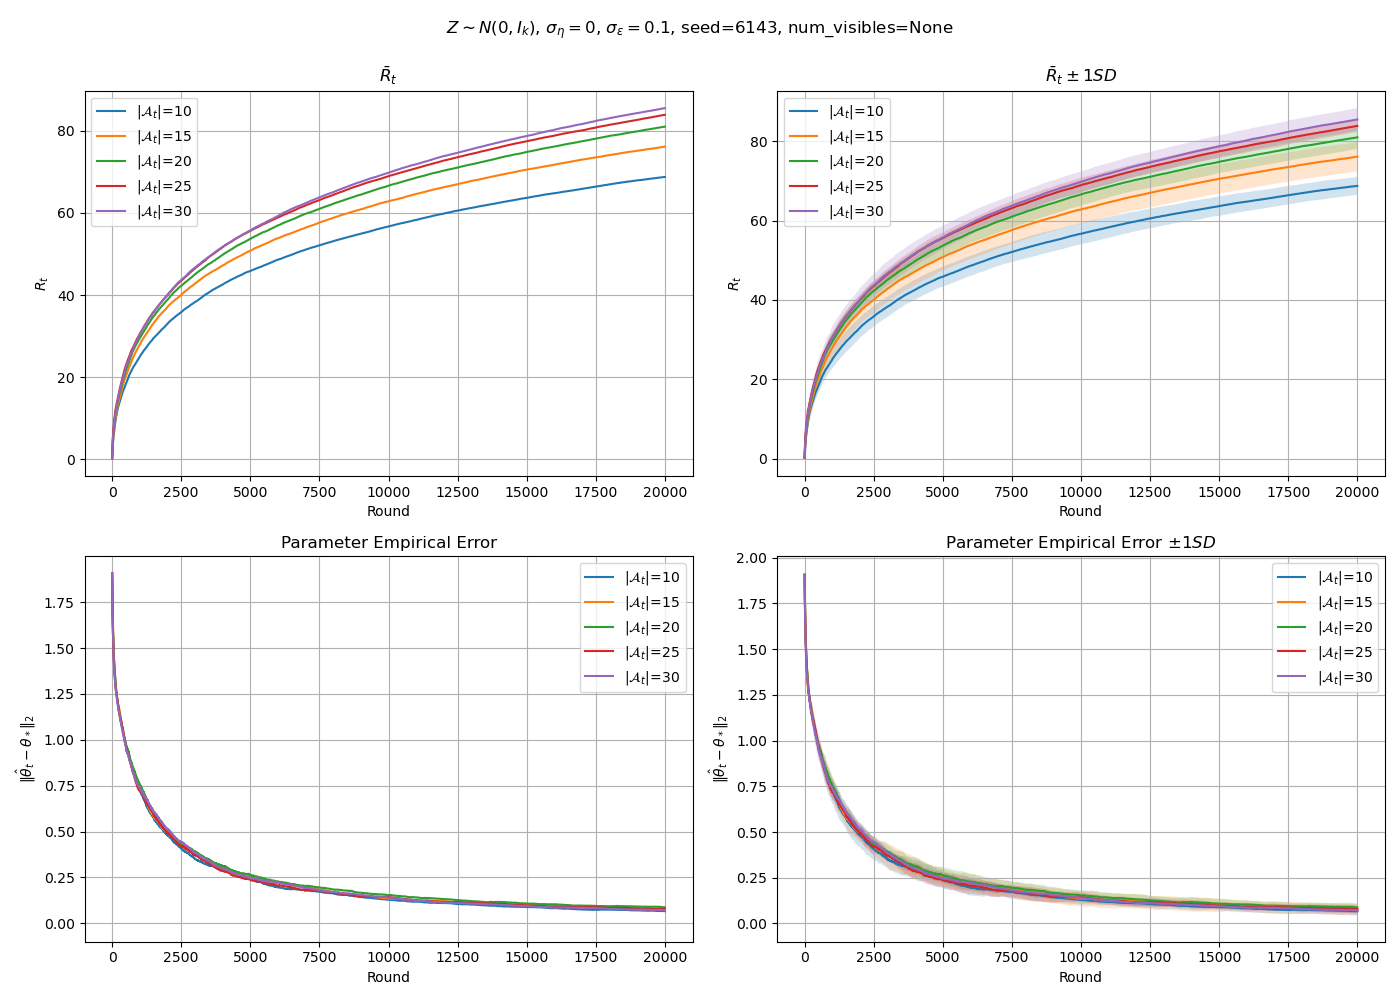 Z ~ N(0, I_k), σ_η = 0, σ_ε = 0.1, seed=6143, num_visibles=None
R̄_t
80
60
40
20
0
R_t
|𝒜_t|=10
|𝒜_t|=15
|𝒜_t|=20
|𝒜_t|=25
|𝒜_t|=30
0 2500 5000 7500 10000 12500 15000 17500 20000
Round
R̄_t ± 1SD
80
60
40
20
0
R_t
|𝒜_t|=10
|𝒜_t|=15
|𝒜_t|=20
|𝒜_t|=25
|𝒜_t|=30
0 2500 5000 7500 10000 12500 15000 17500 20000
Round
Parameter Empirical Error
1.75
1.50
1.25
1.00
0.75
0.50
0.25
0.00
‖θ̂_t − θ_*‖_2
|𝒜_t|=10
|𝒜_t|=15
|𝒜_t|=20
|𝒜_t|=25
|𝒜_t|=30
0 2500 5000 7500 10000 12500 15000 17500 20000
Round
Parameter Empirical Error ±1SD
2.00
1.75
1.50
1.25
1.00
0.75
0.50
0.25
0.00
‖θ̂_t − θ_*‖_2
|𝒜_t|=10
|𝒜_t|=15
|𝒜_t|=20
|𝒜_t|=25
|𝒜_t|=30
0 2500 5000 7500 10000 12500 15000 17500 20000
Round